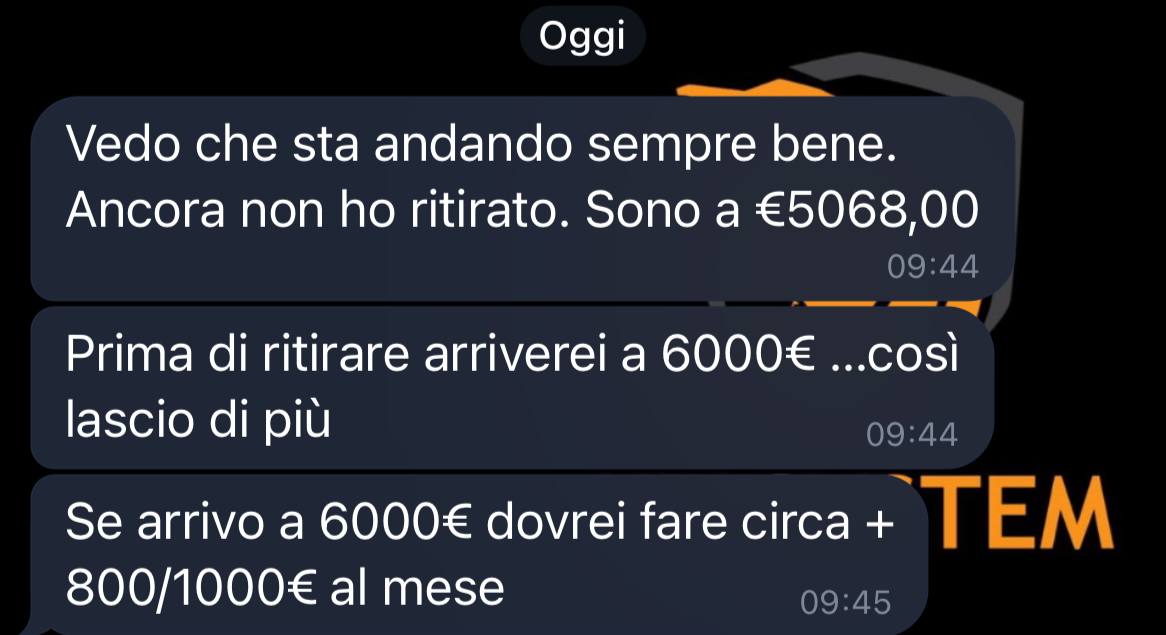 Oggi
Vedo che sta andando sempre bene.
Ancora non ho ritirato. Sono a €5068,00
09:44
Prima di ritirare arriverei a 6000€ ...così
lascio di più
09:44
STEM
Se arrivo a 6000€ dovrei fare circa +
800/1000€ al mese
09:45